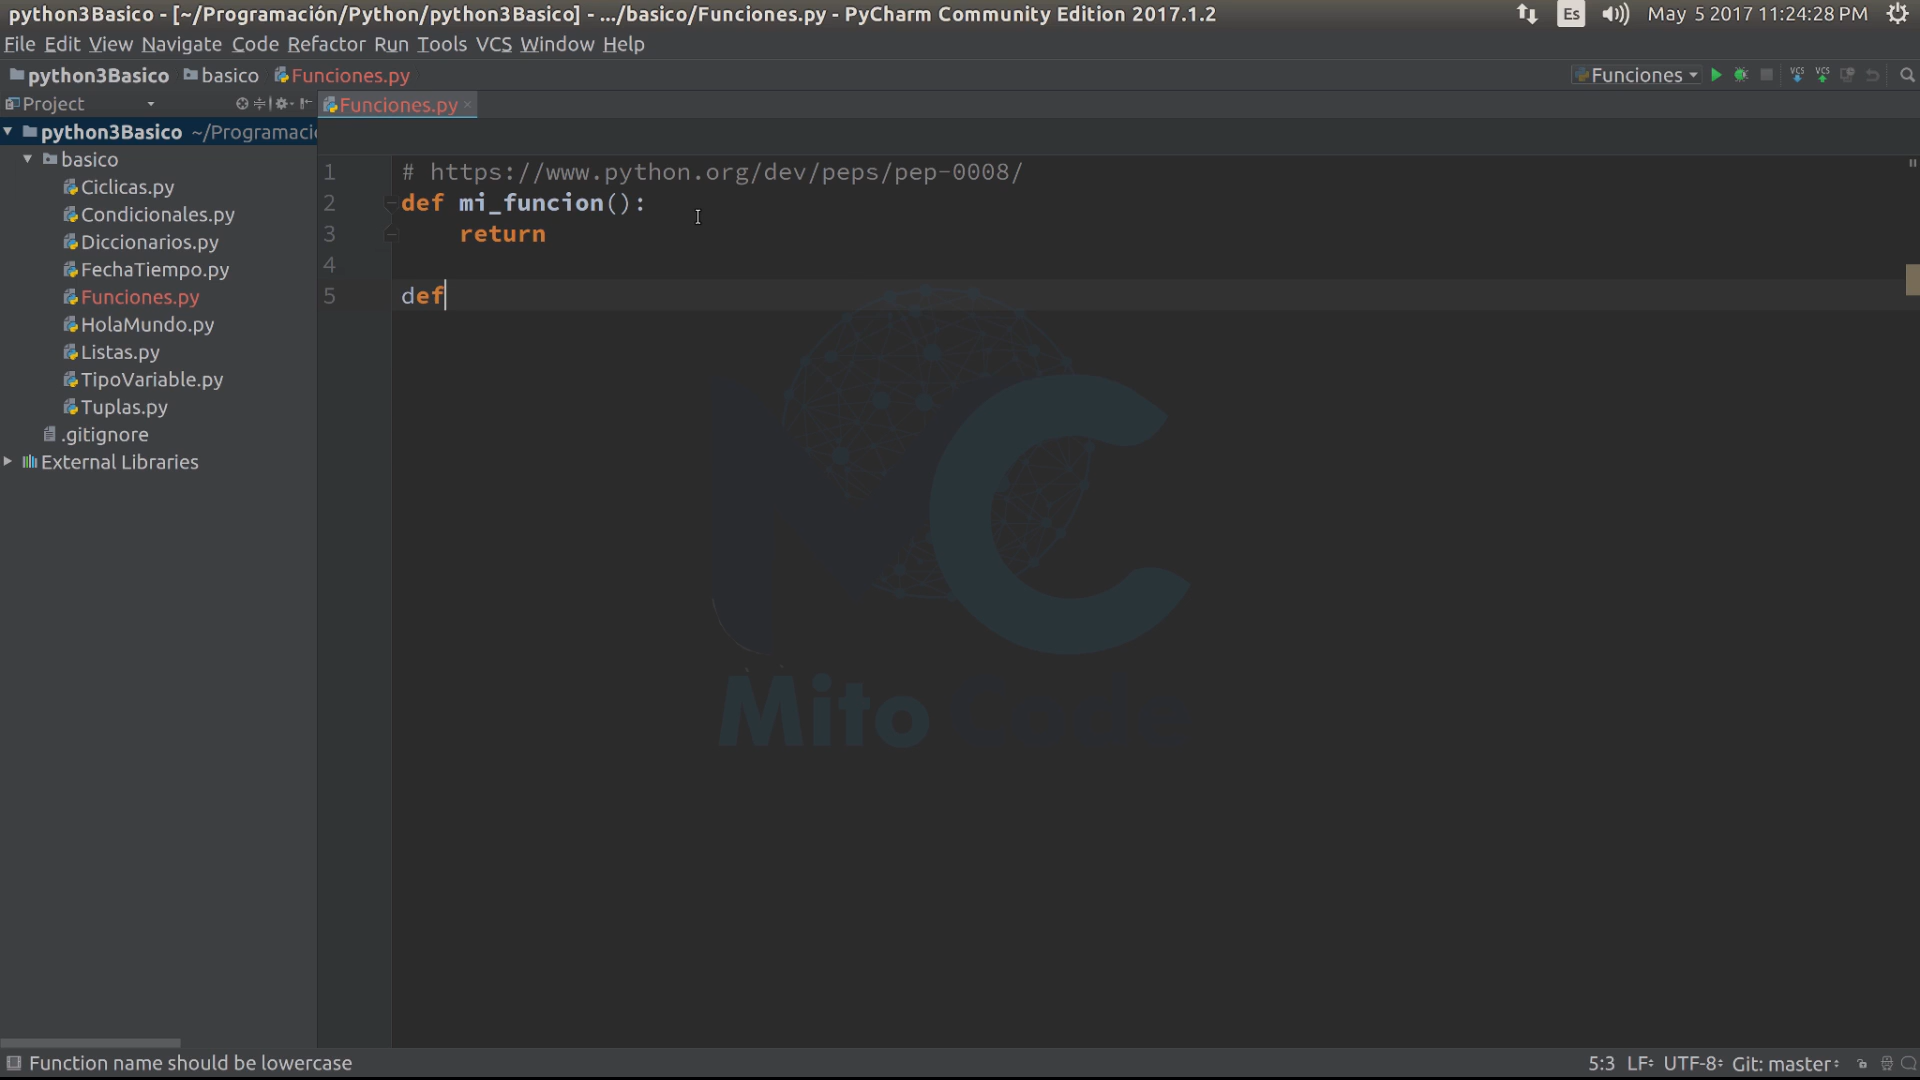 python3Basico - [~/Programación/Python/python3Basico] - .../basico/Funciones.py - PyCharm Community Edition 2017.1.2
Es
May 5 2017 11:24:28 PM
File Edit View Navigate Code Refactor Run Tools VCS Window Help
python3Basico basico Funciones.py
Funciones
VCS VCS
Project
Funciones.py
python3Basico ~/Programaci
basico
Ciclicas.py
Condicionales.py
Diccionarios.py
FechaTiempo.py
Funciones.py
HolaMundo.py
Listas.py
TipoVariable.py
Tuplas.py
.gitignore
External Libraries
1 # https://www.python.org/dev/peps/pep-0008/
2 def mi_funcion():
3 return
4
5 def
Mito Code
Function name should be lowercase
5:3 LF UTF-8 Git: master